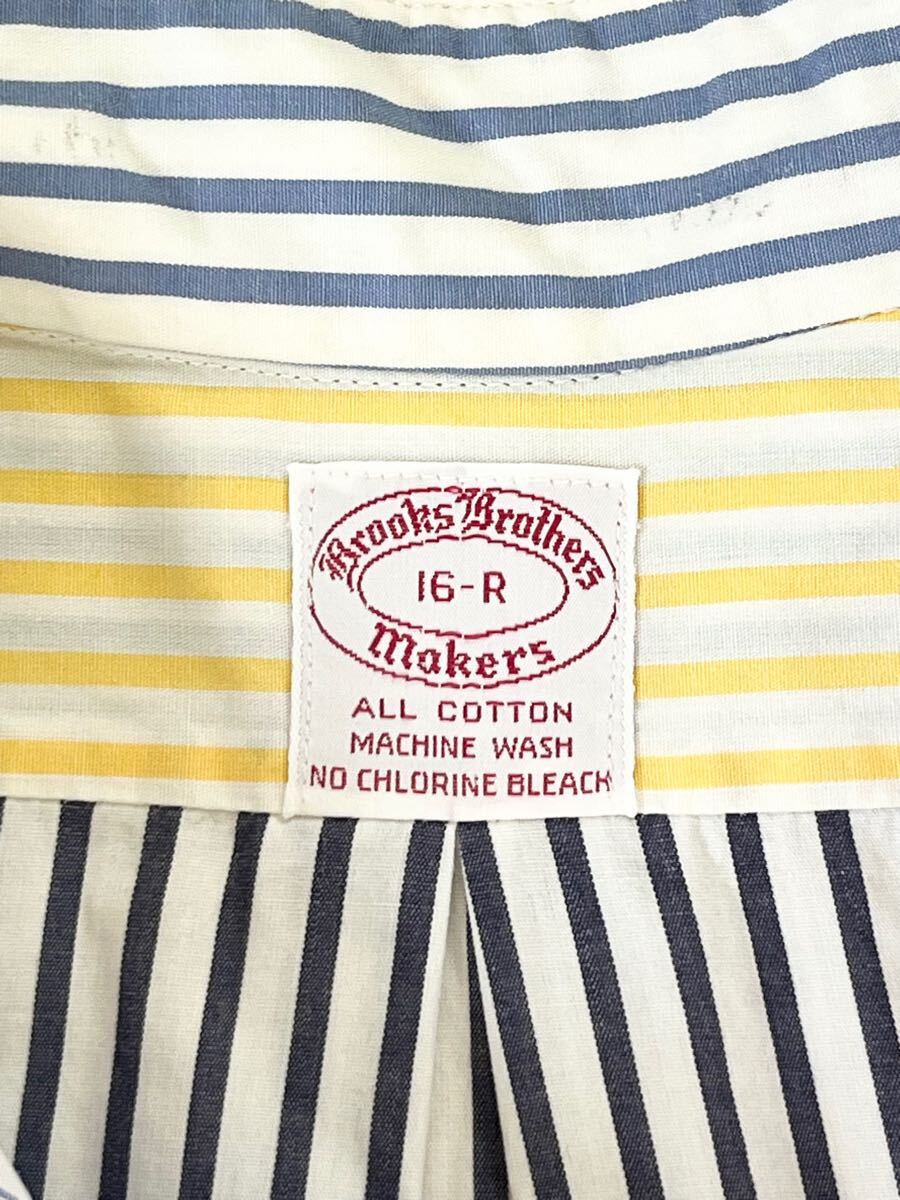 Brooks Brothers
16-R
Makers
ALL COTTON
MACHINE WASH
NO CHLORINE BLEACH